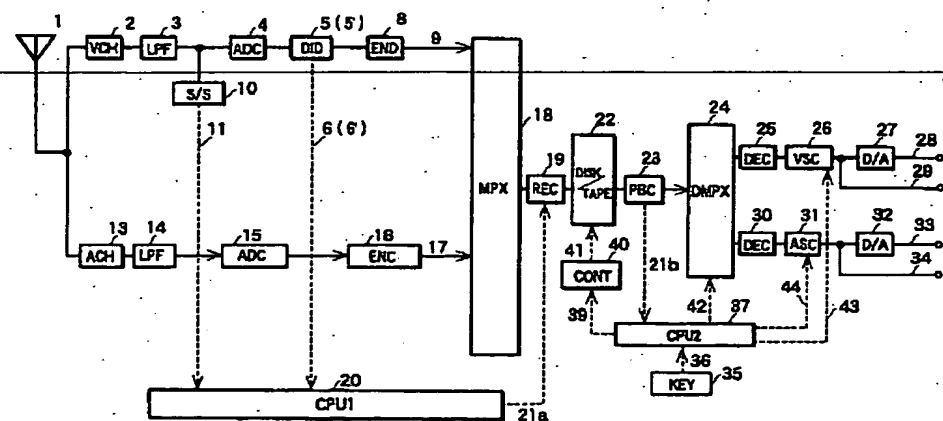 1
2
3
4
5(5')
8
9
VCH
LPF
ADC
DID
END
S/S
10
11
6(6')
MPX
18
13
14
15
18
17
ACH
LPF
ADC
ENC
20
CPU1
21a
19
REC
22
DISK
TAPE
23
PBC
24
DMPX
25
26
27
28
DEC
VSC
D/A
29
30
31
32
33
DEC
ASC
D/A
34
41
40
CONT
39
21b
42
44
43
37
CPU2
36
KEY
35